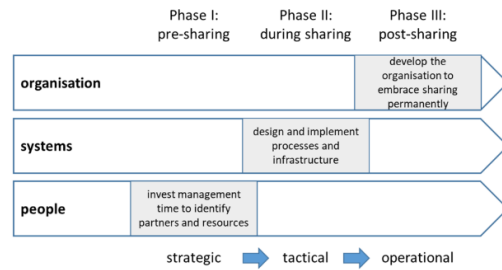 Phase I: Phase II: Phase III:
pre-sharing during sharing post-sharing
organisation
develop the
organisation to
embrace sharing
permanently
systems
design and implement
processes and
infrastructure
people
invest management
time to identify
partners and resources
strategic tactical operational